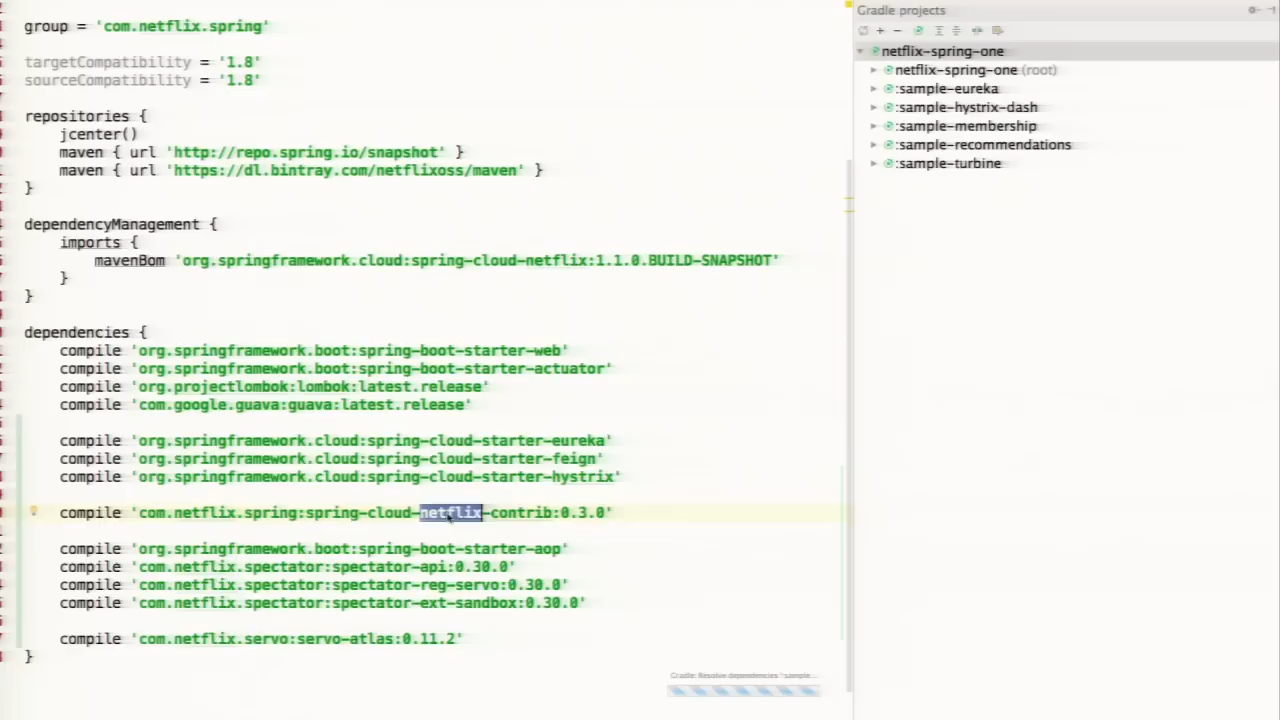 group = 'com.netflix.spring'
targetCompatibility = '1.8'
sourceCompatibility = '1.8'
repositories {
    jcenter()
    maven { url 'http://repo.spring.io/snapshot' }
    maven { url 'https://dl.bintray.com/netflixoss/maven' }
}
dependencyManagement {
    imports {
        mavenBom 'org.springframework.cloud:spring-cloud-netflix:1.1.0.BUILD-SNAPSHOT'
    }
}
dependencies {
    compile 'org.springframework.boot:spring-boot-starter-web'
    compile 'org.springframework.boot:spring-boot-starter-actuator'
    compile 'org.projectlombok:lombok:latest.release'
    compile 'com.google.guava:guava:latest.release'
    compile 'org.springframework.cloud:spring-cloud-starter-eureka'
    compile 'org.springframework.cloud:spring-cloud-starter-feign'
    compile 'org.springframework.cloud:spring-cloud-starter-hystrix'
    compile 'com.netflix.spring:spring-cloud-netflix-contrib:0.3.0'
    compile 'org.springframework.boot:spring-boot-starter-aop'
    compile 'com.netflix.spectator:spectator-api:0.30.0'
    compile 'com.netflix.spectator:spectator-reg-servo:0.30.0'
    compile 'com.netflix.spectator:spectator-ext-sandbox:0.30.0'
    compile 'com.netflix.servo:servo-atlas:0.11.2'
}
Gradle: Resolve dependencies ':sample...
Gradle projects
netflix-spring-one
netflix-spring-one (root)
:sample-eureka
:sample-hystrix-dash
:sample-membership
:sample-recommendations
:sample-turbine